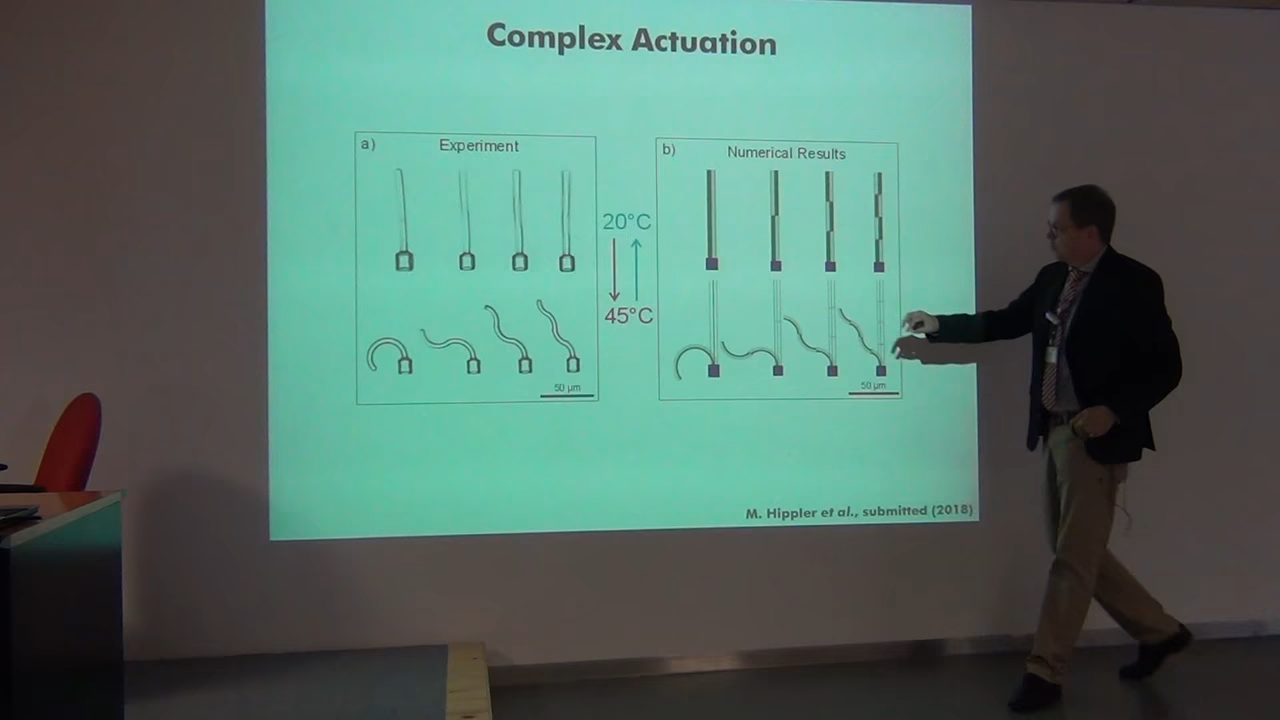 Complex Actuation
a) Experiment
b) Numerical Results
20°C
45°C
50 µm
50 µm
M. Hippler et al., submitted (2018)